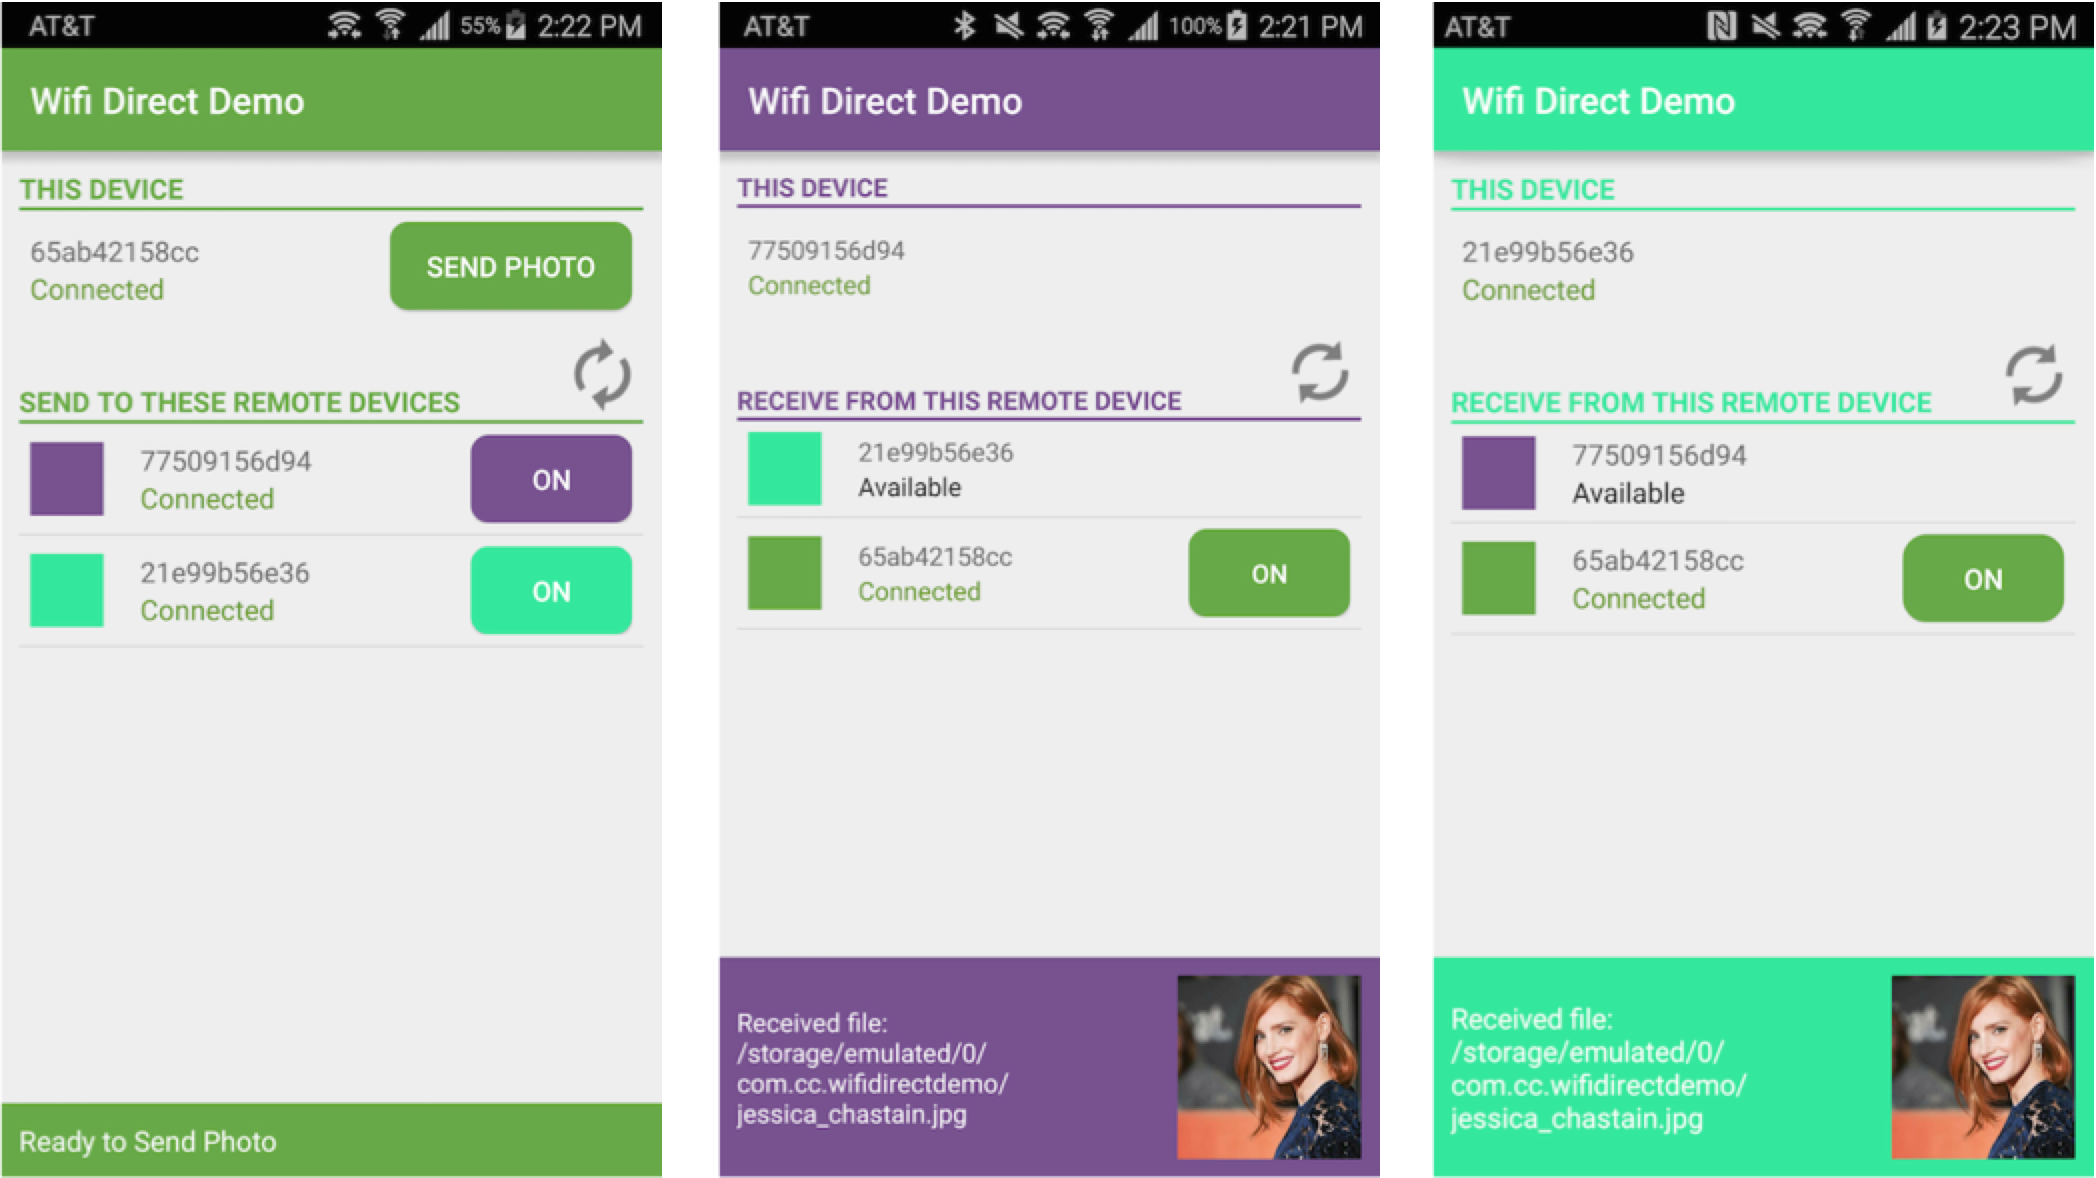 AT&T 55% 2:22 PM
Wifi Direct Demo
THIS DEVICE
65ab42158cc
Connected
SEND PHOTO
SEND TO THESE REMOTE DEVICES
77509156d94
Connected
ON
21e99b56e36
Connected
ON
Ready to Send Photo
AT&T 100% 2:21 PM
Wifi Direct Demo
THIS DEVICE
77509156d94
Connected
RECEIVE FROM THIS REMOTE DEVICE
21e99b56e36
Available
65ab42158cc
Connected
ON
Received file:
/storage/emulated/0/
com.cc.wifidirectdemo/
jessica_chastain.jpg
AT&T 2:23 PM
Wifi Direct Demo
THIS DEVICE
21e99b56e36
Connected
RECEIVE FROM THIS REMOTE DEVICE
77509156d94
Available
65ab42158cc
Connected
ON
Received file:
/storage/emulated/0/
com.cc.wifidirectdemo/
jessica_chastain.jpg